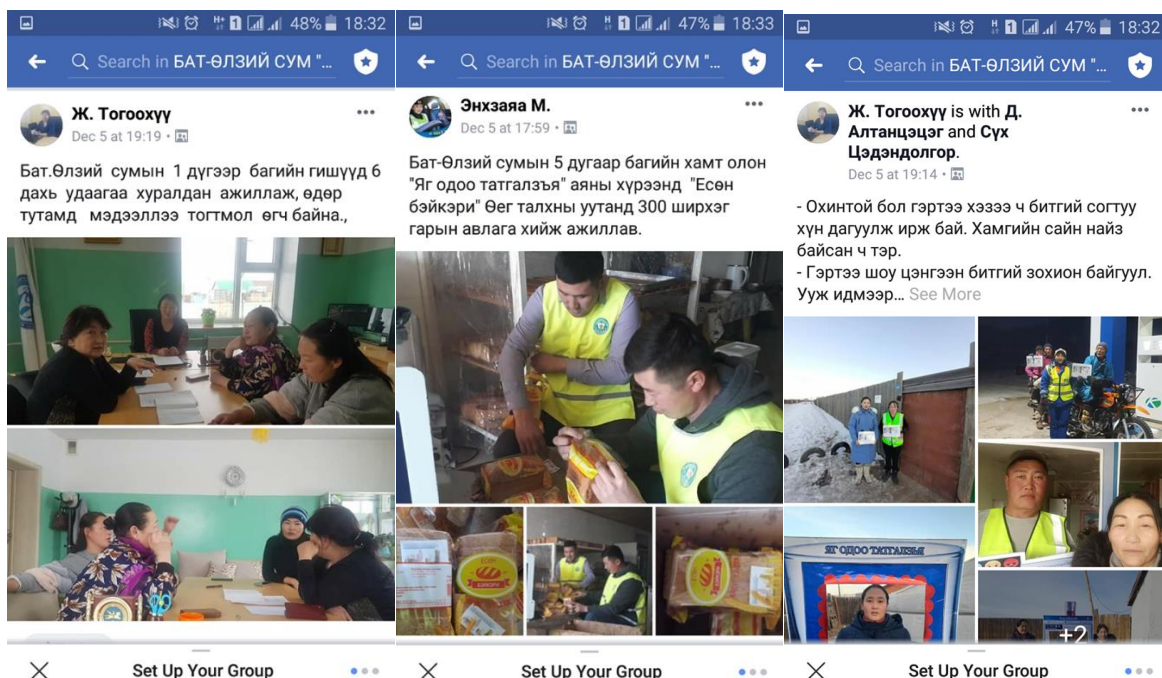 48% 18:32
Search in БАТ-ӨЛЗИЙ СУМ "...
Ж. Тогоохүү
Dec 5 at 19:19
Бат.Өлзий сумын 1 дүгээр багийн гишүүд 6
дахь удаагаа хуралдан ажиллаж, өдөр
тутамд мэдээллээ тогтмол өгч байна.,
Set Up Your Group
47% 18:33
Search in БАТ-ӨЛЗИЙ СУМ "...
Энхзаяа М.
Dec 5 at 17:59
Бат-Өлзий сумын 5 дугаар багийн хамт олон
"Яг одоо татгалзъя" аяны хүрээнд "Есөн
бэйкэри" Өег талхны уутанд 300 ширхэг
гарын авлага хийж ажиллав.
Set Up Your Group
47% 18:32
Search in БАТ-ӨЛЗИЙ СУМ "...
Ж. Тогоохүү is with Д.
Алтанцэцэг and Сүх
Цэдэндолгор.
Dec 5 at 19:14
- Охинтой бол гэртээ хэзээ ч битгий согтуу
хүн дагуулж ирж бай. Хамгийн сайн найз
байсан ч тэр.
- Гэртээ шоу цэнгээн битгий зохион байгуул.
Ууж идмээр... See More
ЯГ ОДОО ТАТГАЛЗЪЯ
+2
Set Up Your Group